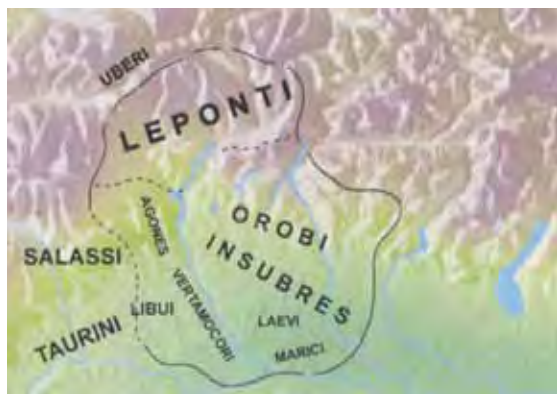 UBERI
LEPONTI
AGONES
OROBI
SALASSI
INSUBRES
VERTAMOCORI
LIBUI
LAEVI
TAURINI
MARICI